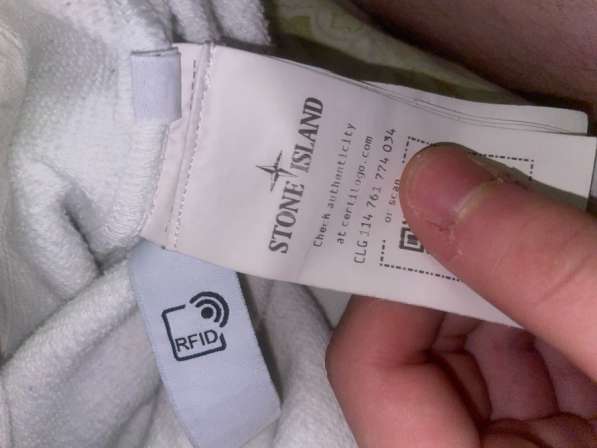 STONE ISLAND
Check authenticity
at certilogo.com
CLG 114 761 774 034
or scan
RFID